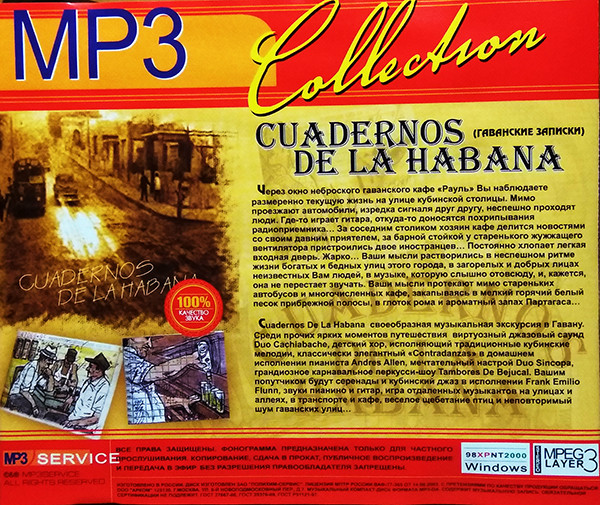 MP3
Collection
CUADERNOS (ГАВАНСКИЕ ЗАПИСКИ)
DE LA HABANA
Через окно неброского гаванского кафе «Рауль» Вы наблюдаете
размеренно текущую жизнь на улице кубинской столицы. Мимо
проезжают автомобили, изредка сигналя друг другу, неспешно проходят
люди. Где-то играет гитара, откуда-то доносятся похрипывания
радиоприемника... За соседним столиком хозяин кафе делится новостями
со своим давним приятелем, за барной стойкой у старенького жужжащего
вентилятора пристроились двое иностранцев... Постоянно хлопает легкая
входная дверь. Жарко... Ваши мысли растворились в неспешном ритме
жизни богатых и бедных улиц этого города, в загорелых и добрых лицах
неизвестных Вам людей, в музыке, которую слышно отовсюду, и, кажется,
она не перестает звучать. Ваши мысли протекают мимо стареньких
автобусов и многочисленных кафе, закапываясь в мелкий горячий белый
песок прибрежной полосы, в глоток рома и ароматный запах Партагаса...
CUADERNOS
DE LA HABANA
100%
КАЧЕСТВО
ЗВУКА
Cuadernos De La Habana своеобразная музыкальная экскурсия в Гавану.
Среди прочих ярких моментов путешествия виртуозный джазовый саунд
Duo Cachiabache, детский хор, исполняющий традиционные кубинские
мелодии, классически элегантный «Contradanza» в домашнем
исполнении пианиста Andres Allen, мечтательный настрой Duo Sincopa,
грандиозное карнавальное перкусси-шоу Tambores De Bejucal. Вашим
попутчиком будут серенады и кубинский джаз в исполнении Frank Emilio
Flunn, звуки пианино и гитар, игра отдаленных музыкантов на улицах и
аллеях, в транспорте и кафе, веселое щебетание птиц и неповторимый
шум гаванских улиц...
MP3 SERVICE
MP3SERVICE
ALL RIGHTS RESERVED
ВСЕ ПРАВА ЗАЩИЩЕНЫ. ФОНОГРАММА ПРЕДНАЗНАЧЕНА ТОЛЬКО ДЛЯ ЧАСТНОГО
ПРОСЛУШИВАНИЯ. КОПИРОВАНИЕ, СДАЧА В ПРОКАТ, ПУБЛИЧНОЕ ВОСПРОИЗВЕДЕНИЕ
И ПЕРЕДАЧА В ЭФИР БЕЗ РАЗРЕШЕНИЯ ПРАВООБЛАДАТЕЛЯ ЗАПРЕЩЕНЫ.
98XPNT2000
Windows
MPEG
LAYER 3
ИЗГОТОВЛЕНО В РОССИИ.